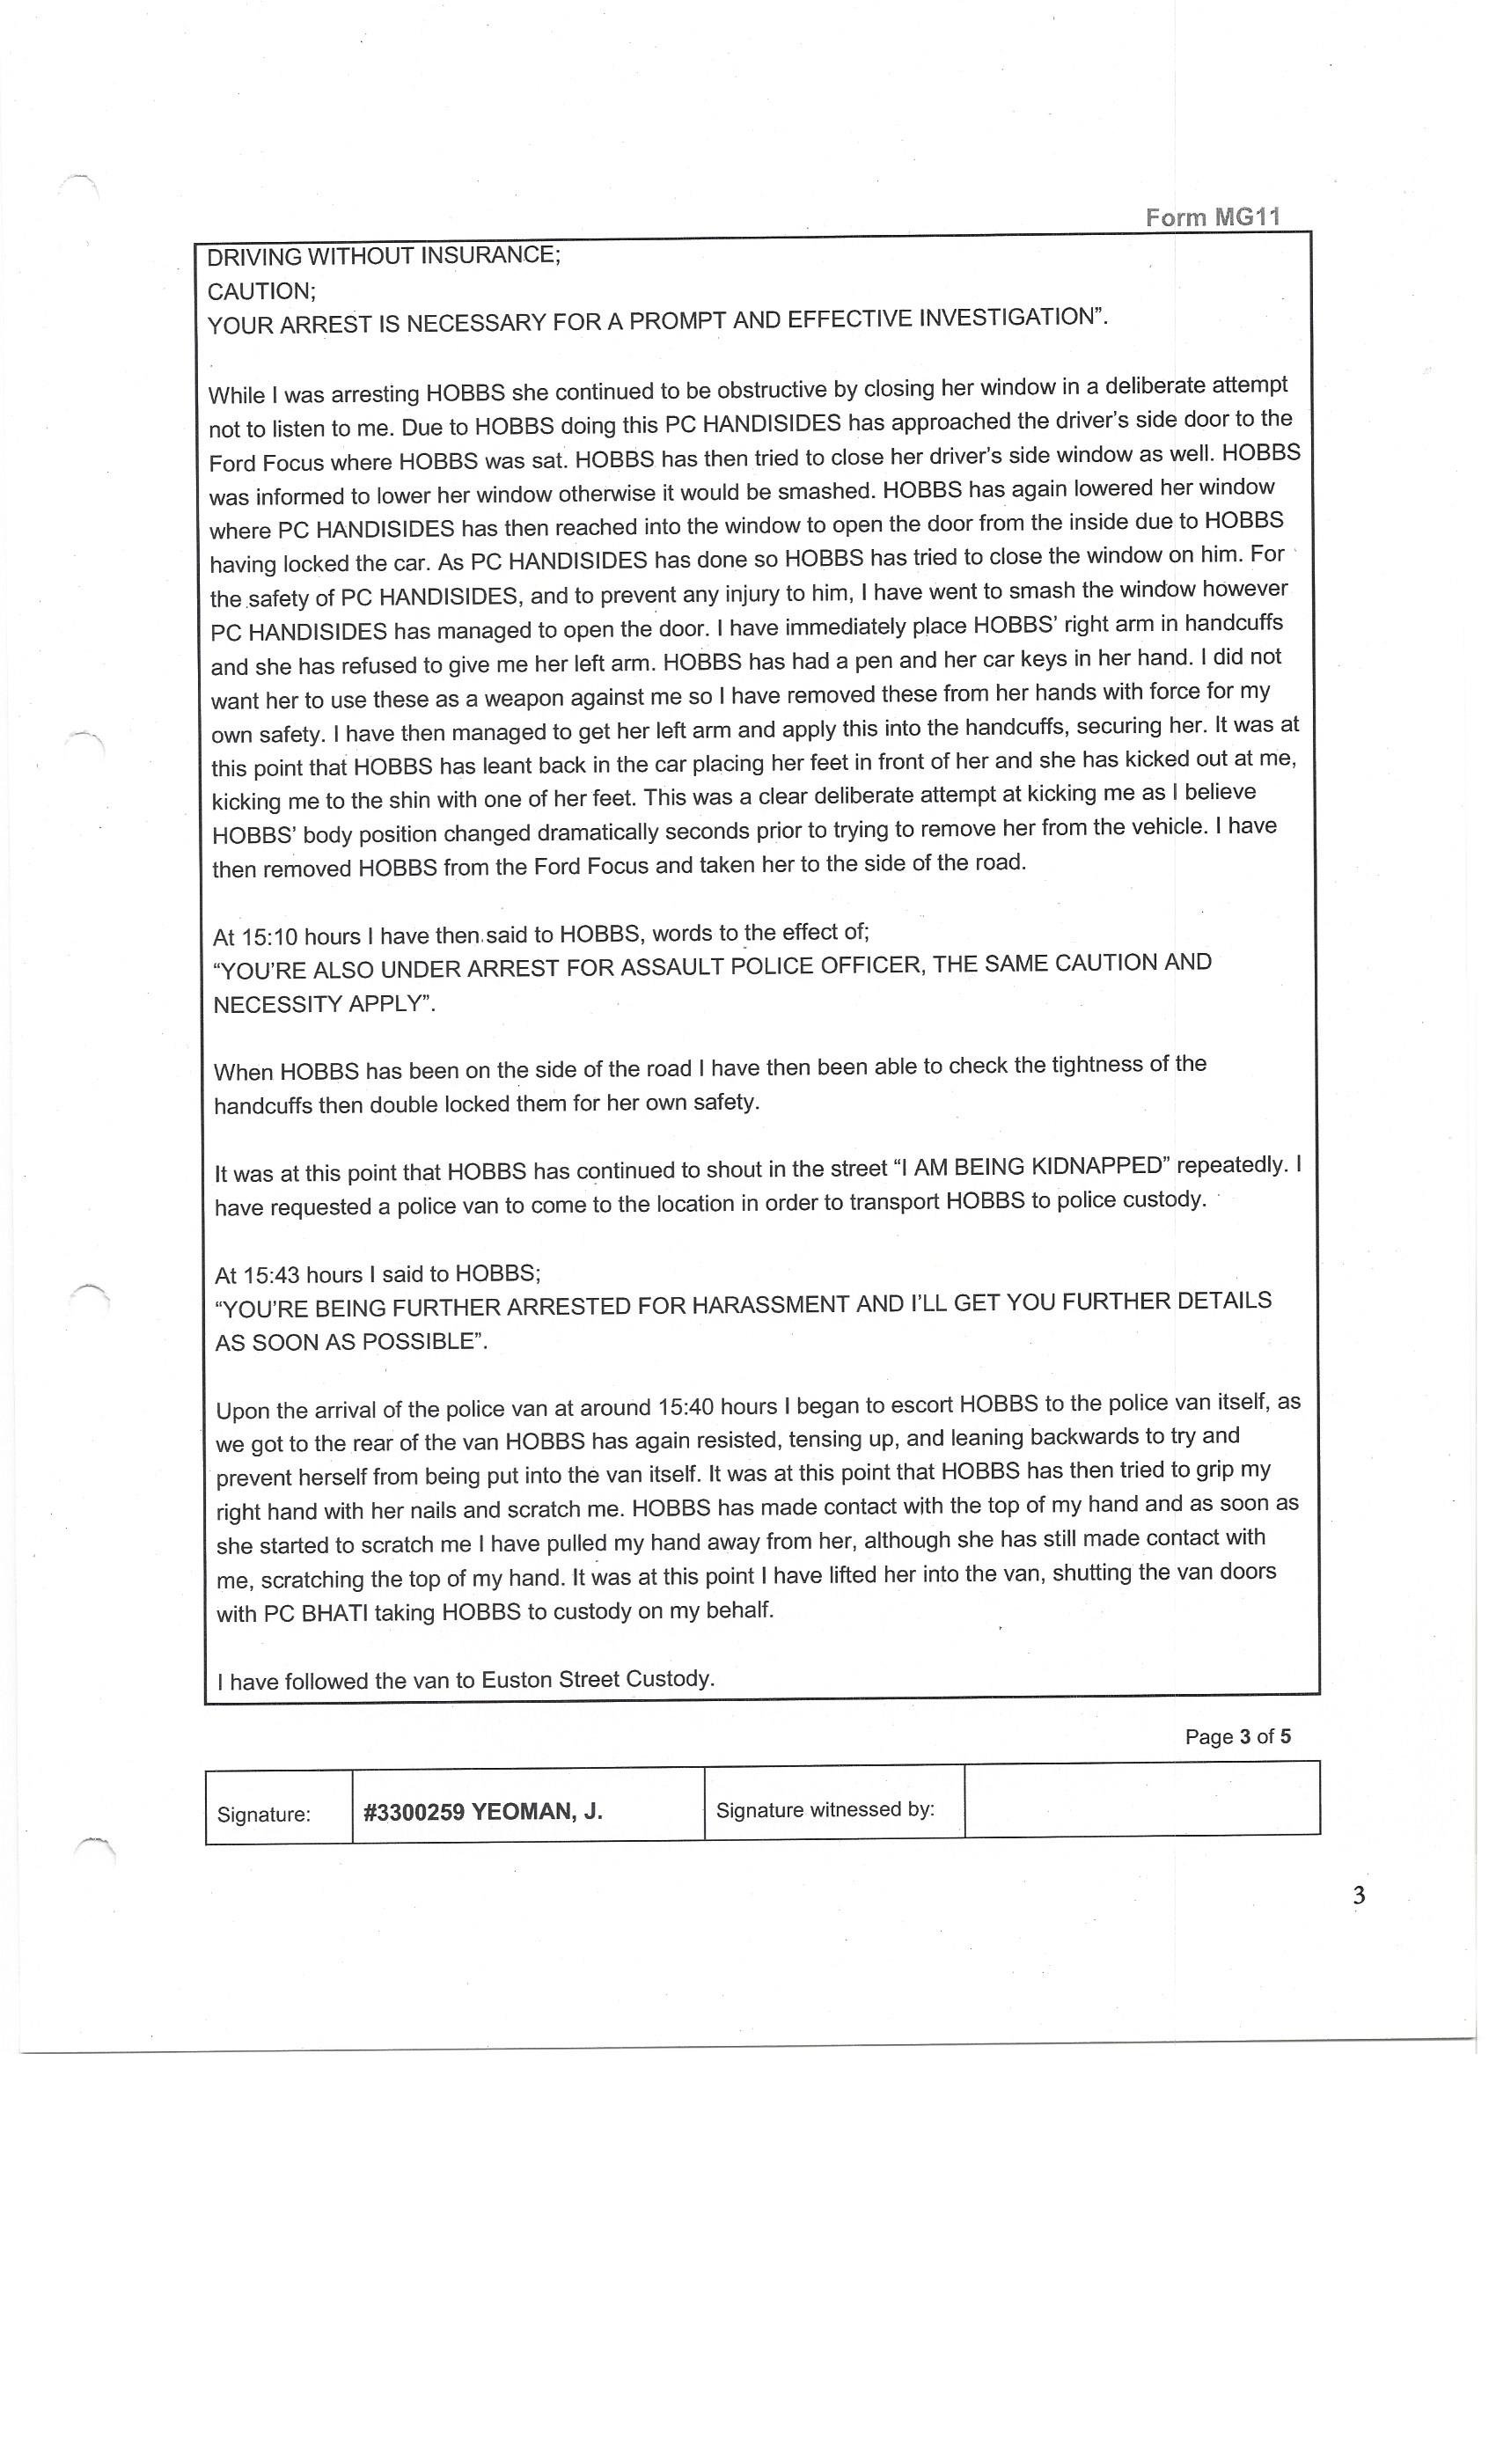 Form MG11
DRIVING WITHOUT INSURANCE;
CAUTION;
YOUR ARREST IS NECESSARY FOR A PROMPT AND EFFECTIVE INVESTIGATION”.
While I was arresting HOBBS she continued to be obstructive by closing her window in a deliberate attempt
not to listen to me. Due to HOBBS doing this PC HANDISIDES has approached the driver’s side door to the
Ford Focus where HOBBS was sat. HOBBS has then tried to close her driver’s side window as well. HOBBS
was informed to lower her window otherwise it would be smashed. HOBBS has again lowered her window
where PC HANDISIDES has then reached into the window to open the door from the inside due to HOBBS
having locked the car. As PC HANDISIDES has done so HOBBS has tried to close the window on him. For
the safety of PC HANDISIDES, and to prevent any injury to him, I have went to smash the window however
PC HANDISIDES has managed to open the door. I have immediately place HOBBS’ right arm in handcuffs
and she has refused to give me her left arm. HOBBS has had a pen and her car keys in her hand. I did not
want her to use these as a weapon against me so I have removed these from her hands with force for my
own safety. I have then managed to get her left arm and apply this into the handcuffs, securing her. It was at
this point that HOBBS has leant back in the car placing her feet in front of her and she has kicked out at me,
kicking me to the shin with one of her feet. This was a clear deliberate attempt at kicking me as I believe
HOBBS’ body position changed dramatically seconds prior to trying to remove her from the vehicle. I have
then removed HOBBS from the Ford Focus and taken her to the side of the road.
At 15:10 hours I have then said to HOBBS, words to the effect of;
“YOU’RE ALSO UNDER ARREST FOR ASSAULT POLICE OFFICER, THE SAME CAUTION AND
NECESSITY APPLY”.
When HOBBS has been on the side of the road I have then been able to check the tightness of the
handcuffs then double locked them for her own safety.
It was at this point that HOBBS has continued to shout in the street “I AM BEING KIDNAPPED” repeatedly. I
have requested a police van to come to the location in order to transport HOBBS to police custody.
At 15:43 hours I said to HOBBS;
“YOU’RE BEING FURTHER ARRESTED FOR HARASSMENT AND I’LL GET YOU FURTHER DETAILS
AS SOON AS POSSIBLE”.
Upon the arrival of the police van at around 15:40 hours I began to escort HOBBS to the police van itself, as
we got to the rear of the van HOBBS has again resisted, tensing up, and leaning backwards to try and
prevent herself from being put into the van itself. It was at this point that HOBBS has then tried to grip my
right hand with her nails and scratch me. HOBBS has made contact with the top of my hand and as soon as
she started to scratch me I have pulled my hand away from her, although she has still made contact with
me, scratching the top of my hand. It was at this point I have lifted her into the van, shutting the van doors
with PC BHATI taking HOBBS to custody on my behalf.
I have followed the van to Euston Street Custody.
Page 3 of 5
Signature: #3300259 YEOMAN, J. Signature witnessed by:
3